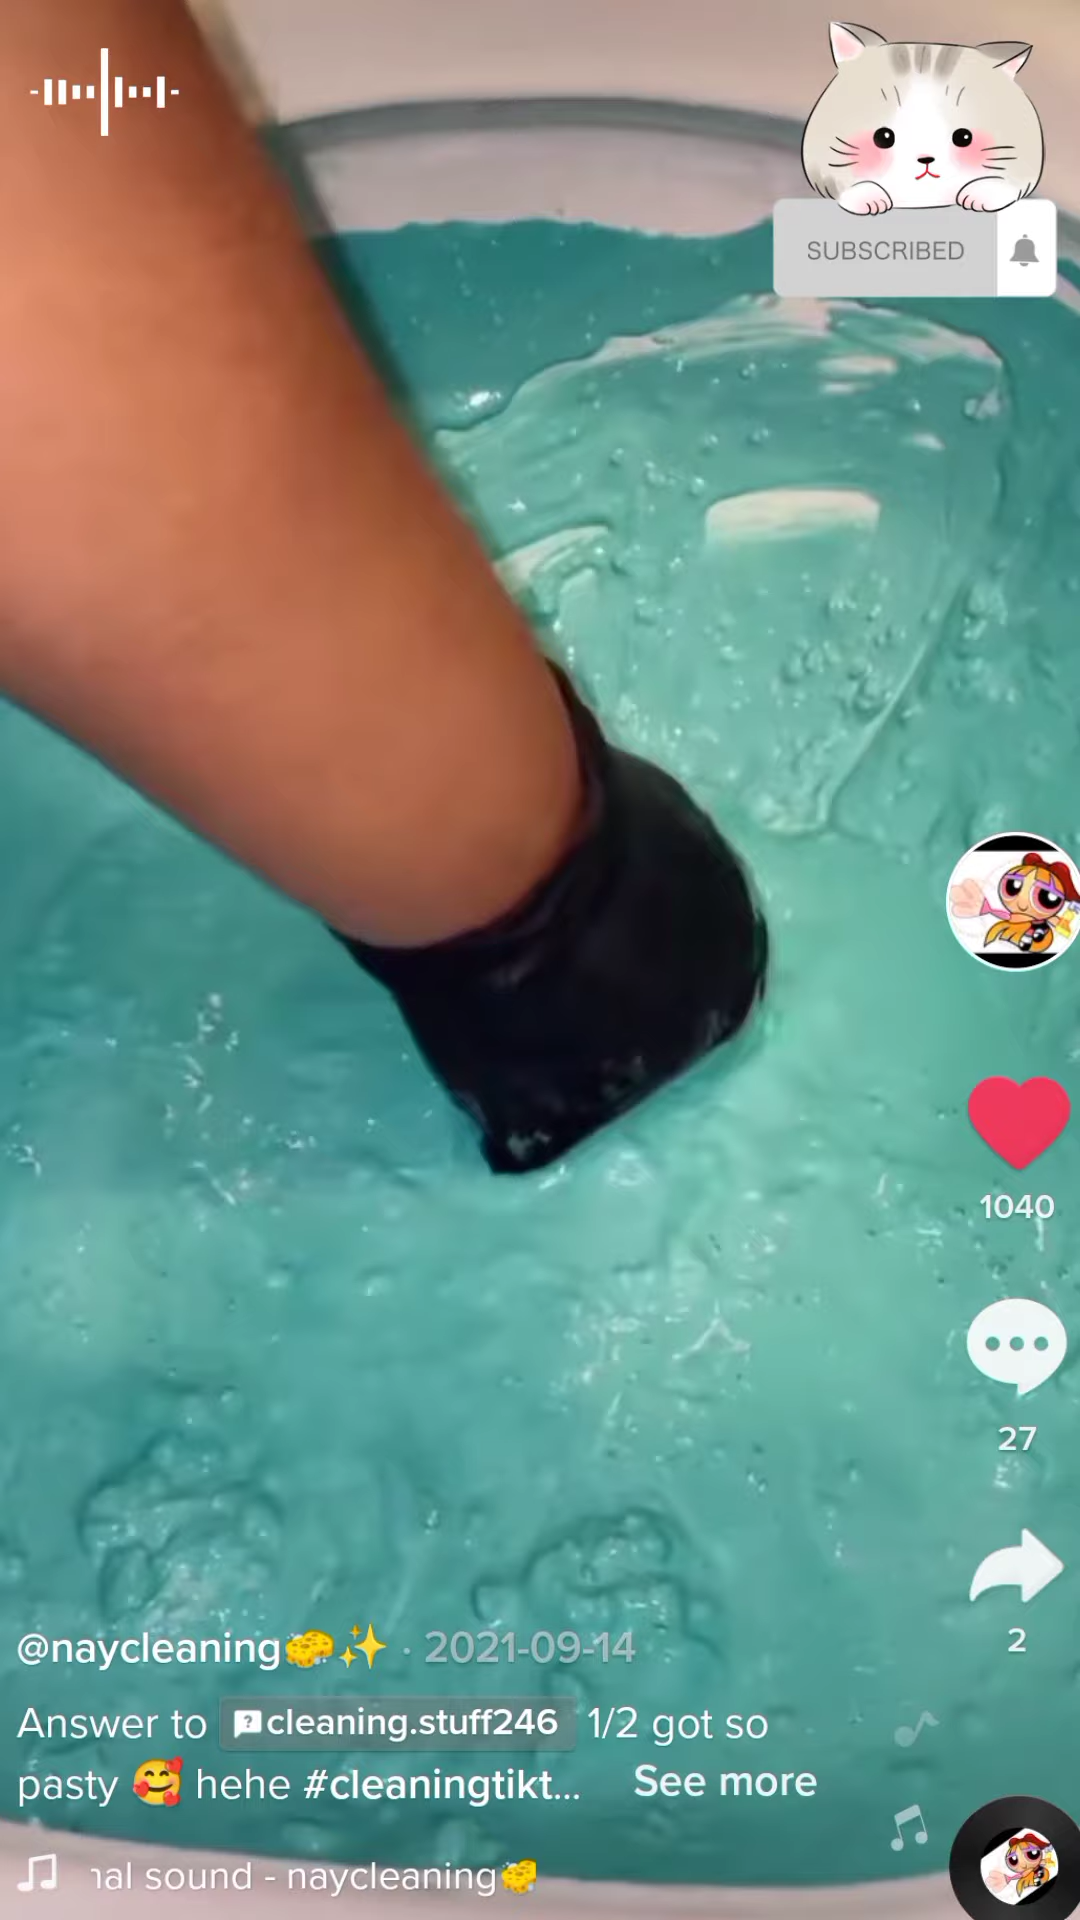 SUBSCRIBED
1040
27
2
@naycleaning🧽✨ · 2021-09-14
Answer to cleaning.stuff246 1/2 got so
pasty 🥰 hehe #cleaningtikt... See more
nal sound - naycleaning🧽